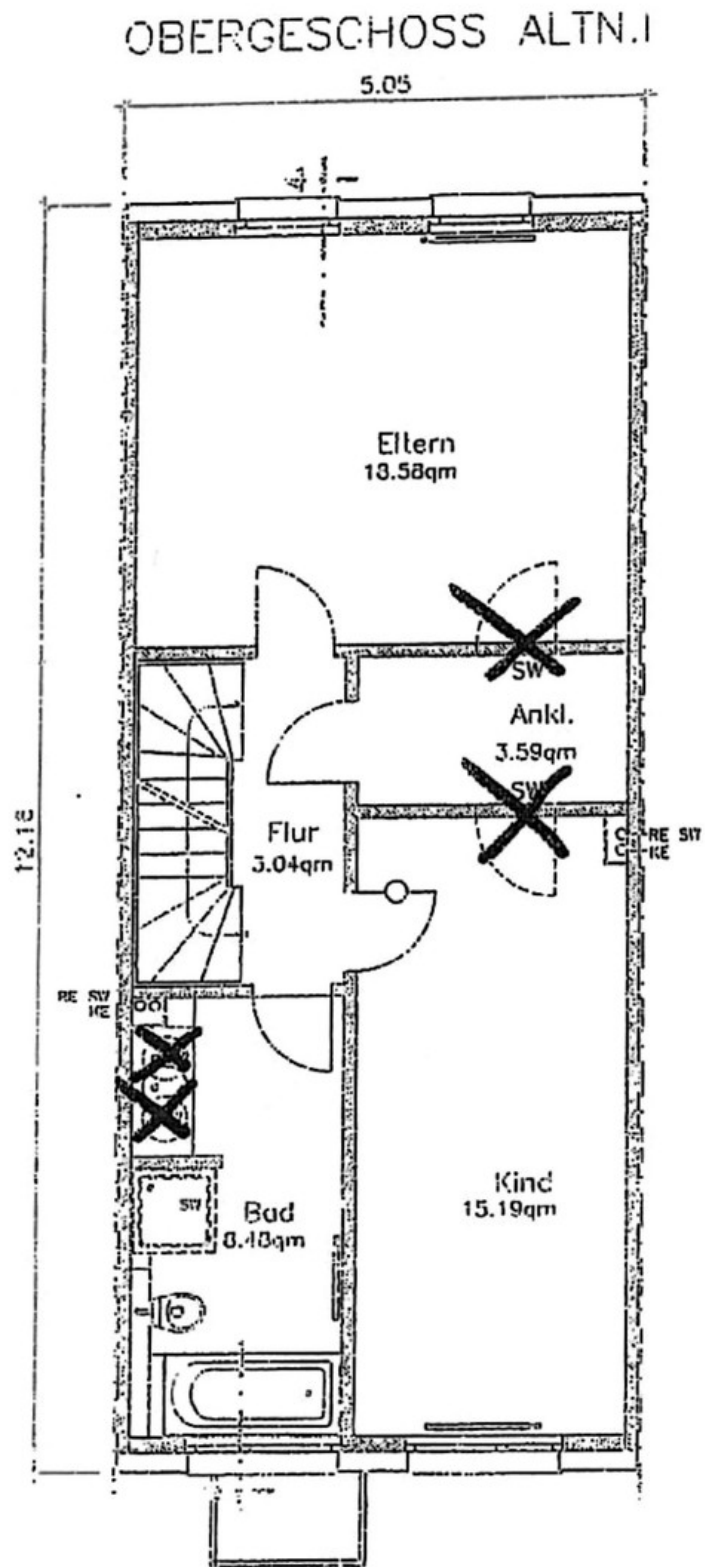 OBERGESCHOSS ALTN.I
5.05
Eltern
18.58qm
SW
Ankl.
3.59qm
SW
RE SW
KE
Flur
3.04qm
12.18
RE SW
KE
SW
Bad
8.48qm
Kind
15.19qm